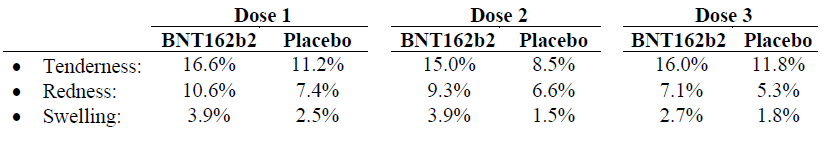 Dose 1 Dose 2 Dose 3
BNT162b2 Placebo BNT162b2 Placebo BNT162b2 Placebo
• Tenderness: 16.6% 11.2% 15.0% 8.5% 16.0% 11.8%
• Redness: 10.6% 7.4% 9.3% 6.6% 7.1% 5.3%
• Swelling: 3.9% 2.5% 3.9% 1.5% 2.7% 1.8%